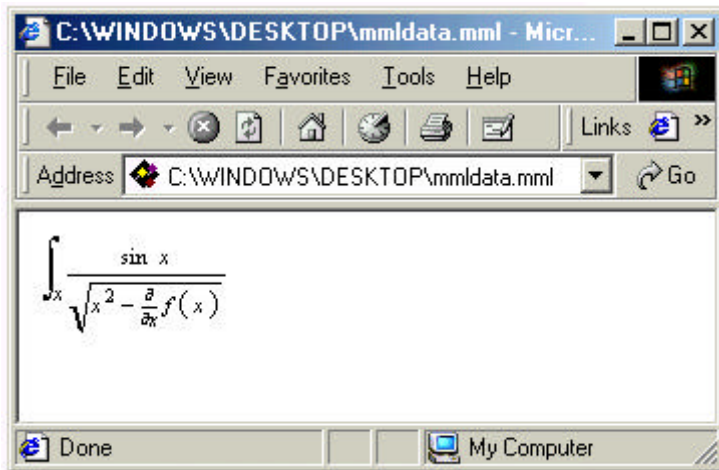 C:\WINDOWS\DESKTOP\mmldata.mml - Micr...
File Edit View Favorites Tools Help
Links »
Address C:\WINDOWS\DESKTOP\mmldata.mml Go
∫x sin x / √(x² − ∂/∂x f(x))
Done My Computer